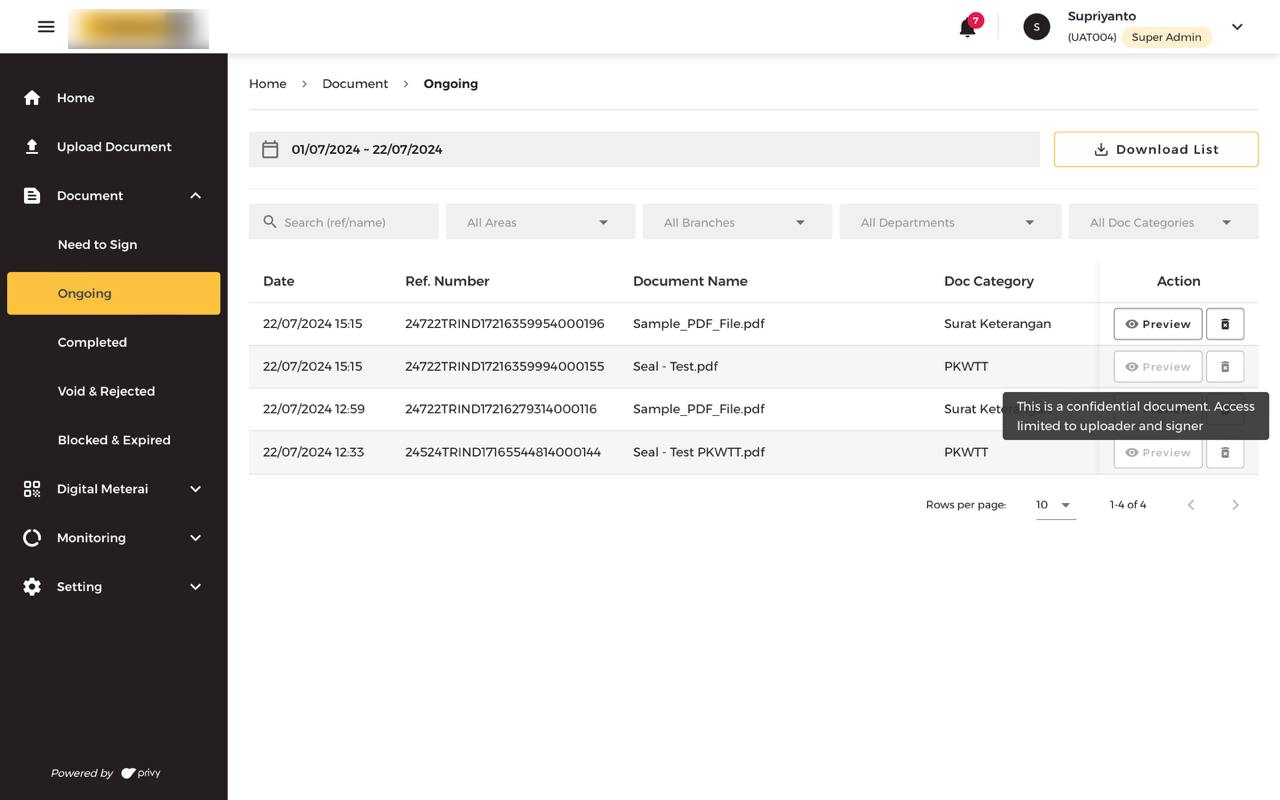 7
S
Supriyanto
(UAT004) Super Admin
Home
Upload Document
Document
Need to Sign
Ongoing
Completed
Void & Rejected
Blocked & Expired
Digital Meterai
Monitoring
Setting
Powered by privy
Home > Document > Ongoing
01/07/2024 ~ 22/07/2024
Download List
Search (ref/name) All Areas All Branches All Departments All Doc Categories
Date Ref. Number Document Name Doc Category Action
22/07/2024 15:15 24722TRIND17216359954000196 Sample_PDF_File.pdf Surat Keterangan Preview
22/07/2024 15:15 24722TRIND17216359994000155 Seal - Test.pdf PKWTT Preview
22/07/2024 12:59 24722TRIND17216279314000116 Sample_PDF_File.pdf Surat
This is a confidential document. Access
limited to uploader and signer
22/07/2024 12:33 24524TRIND17165544814000144 Seal - Test PKWTT.pdf PKWTT Preview
Rows per page: 10 1-4 of 4